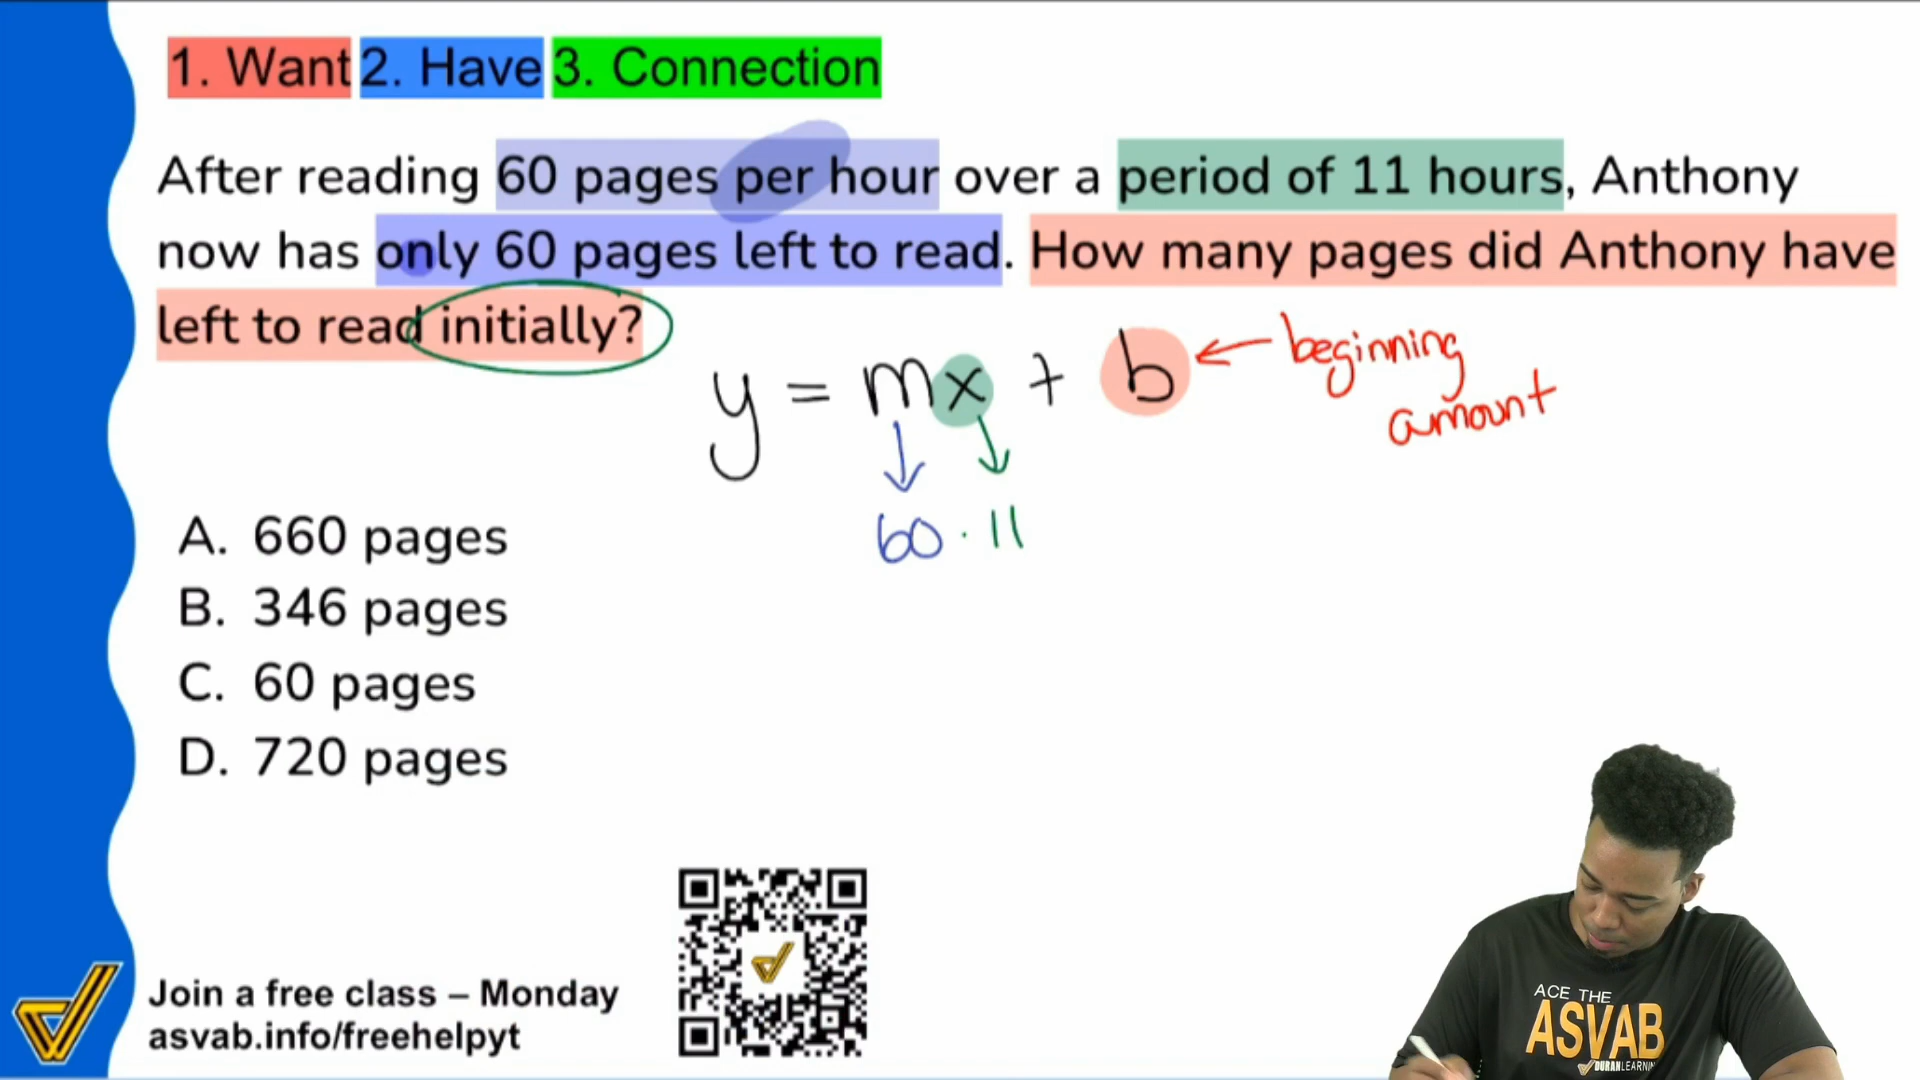 1. Want 2. Have 3. Connection
After reading 60 pages per hour over a period of 11 hours, Anthony
now has only 60 pages left to read. How many pages did Anthony have
left to read initially?
y = mx + b ← beginning
amount
60 · 11
A. 660 pages
B. 346 pages
C. 60 pages
D. 720 pages
Join a free class – Monday
asvab.info/freehelpyt
ACE THE
ASVAB
DURAN LEARNING